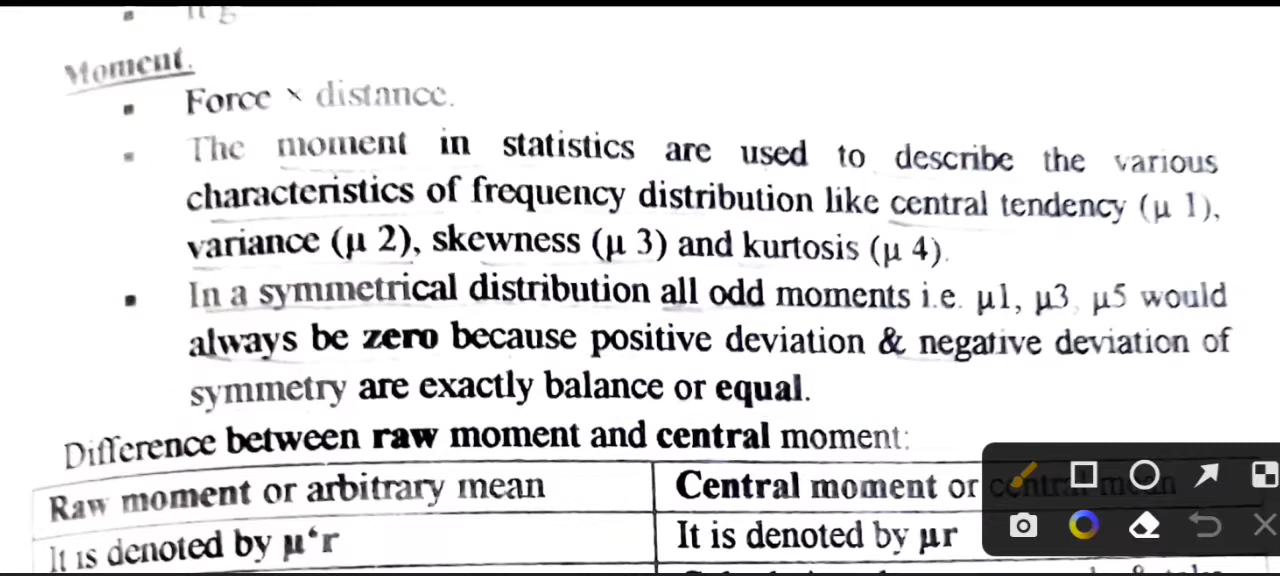 Moment.
▪ Force × distance.
▪ The moment in statistics are used to describe the various
characteristics of frequency distribution like central tendency (μ 1),
variance (μ 2), skewness (μ 3) and kurtosis (μ 4).
▪ In a symmetrical distribution all odd moments i.e. μ1, μ3, μ5 would
always be zero because positive deviation & negative deviation of
symmetry are exactly balance or equal.
Difference between raw moment and central moment:
Raw moment or arbitrary mean
Central moment or central mean
It is denoted by μ‘r
It is denoted by μr